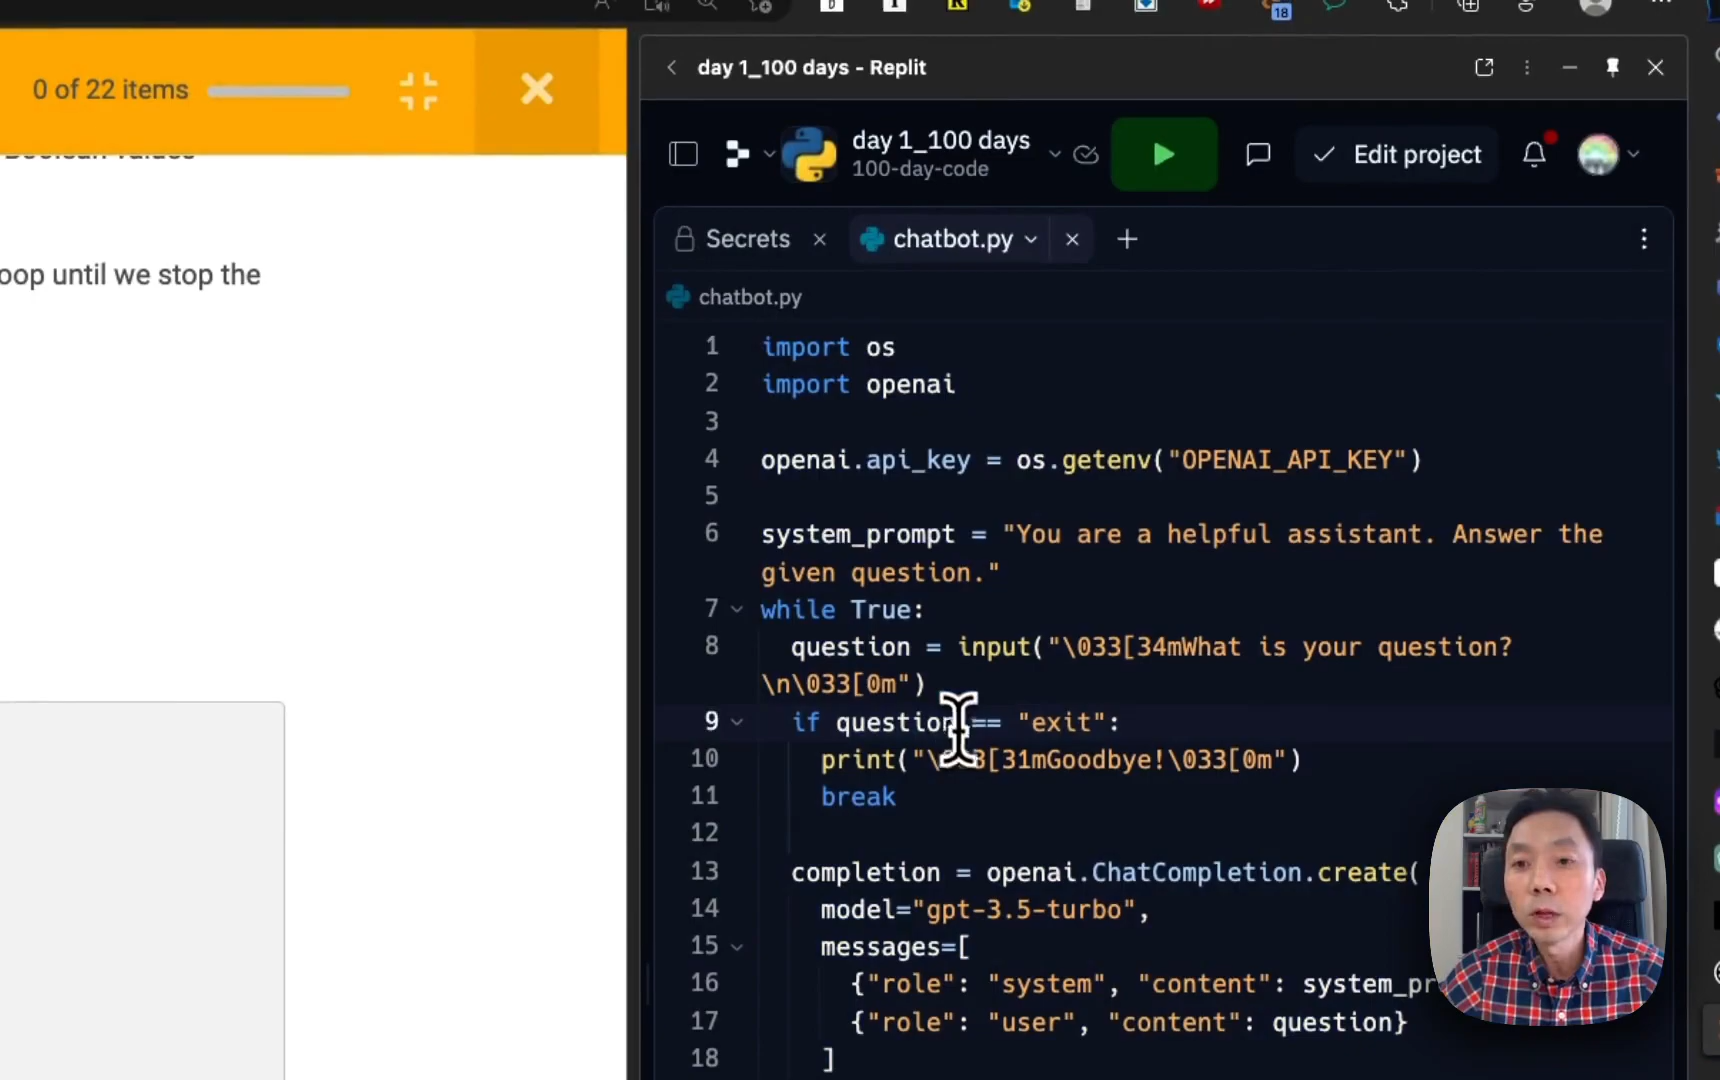 0 of 22 items
Boolean values
oop until we stop the
18
day 1_100 days - Replit
day 1_100 days
100-day-code
Edit project
Secrets
chatbot.py
chatbot.py
1 import os
2 import openai
3
4 openai.api_key = os.getenv("OPENAI_API_KEY")
5
6 system_prompt = "You are a helpful assistant. Answer the
given question."
7 while True:
8 question = input("\033[34mWhat is your question?
\n\033[0m")
9 if question == "exit":
10 print("\033[31mGoodbye!\033[0m")
11 break
12
13 completion = openai.ChatCompletion.create(
14 model="gpt-3.5-turbo",
15 messages=[
16 {"role": "system", "content": system_pr
17 {"role": "user", "content": question}
18 ]